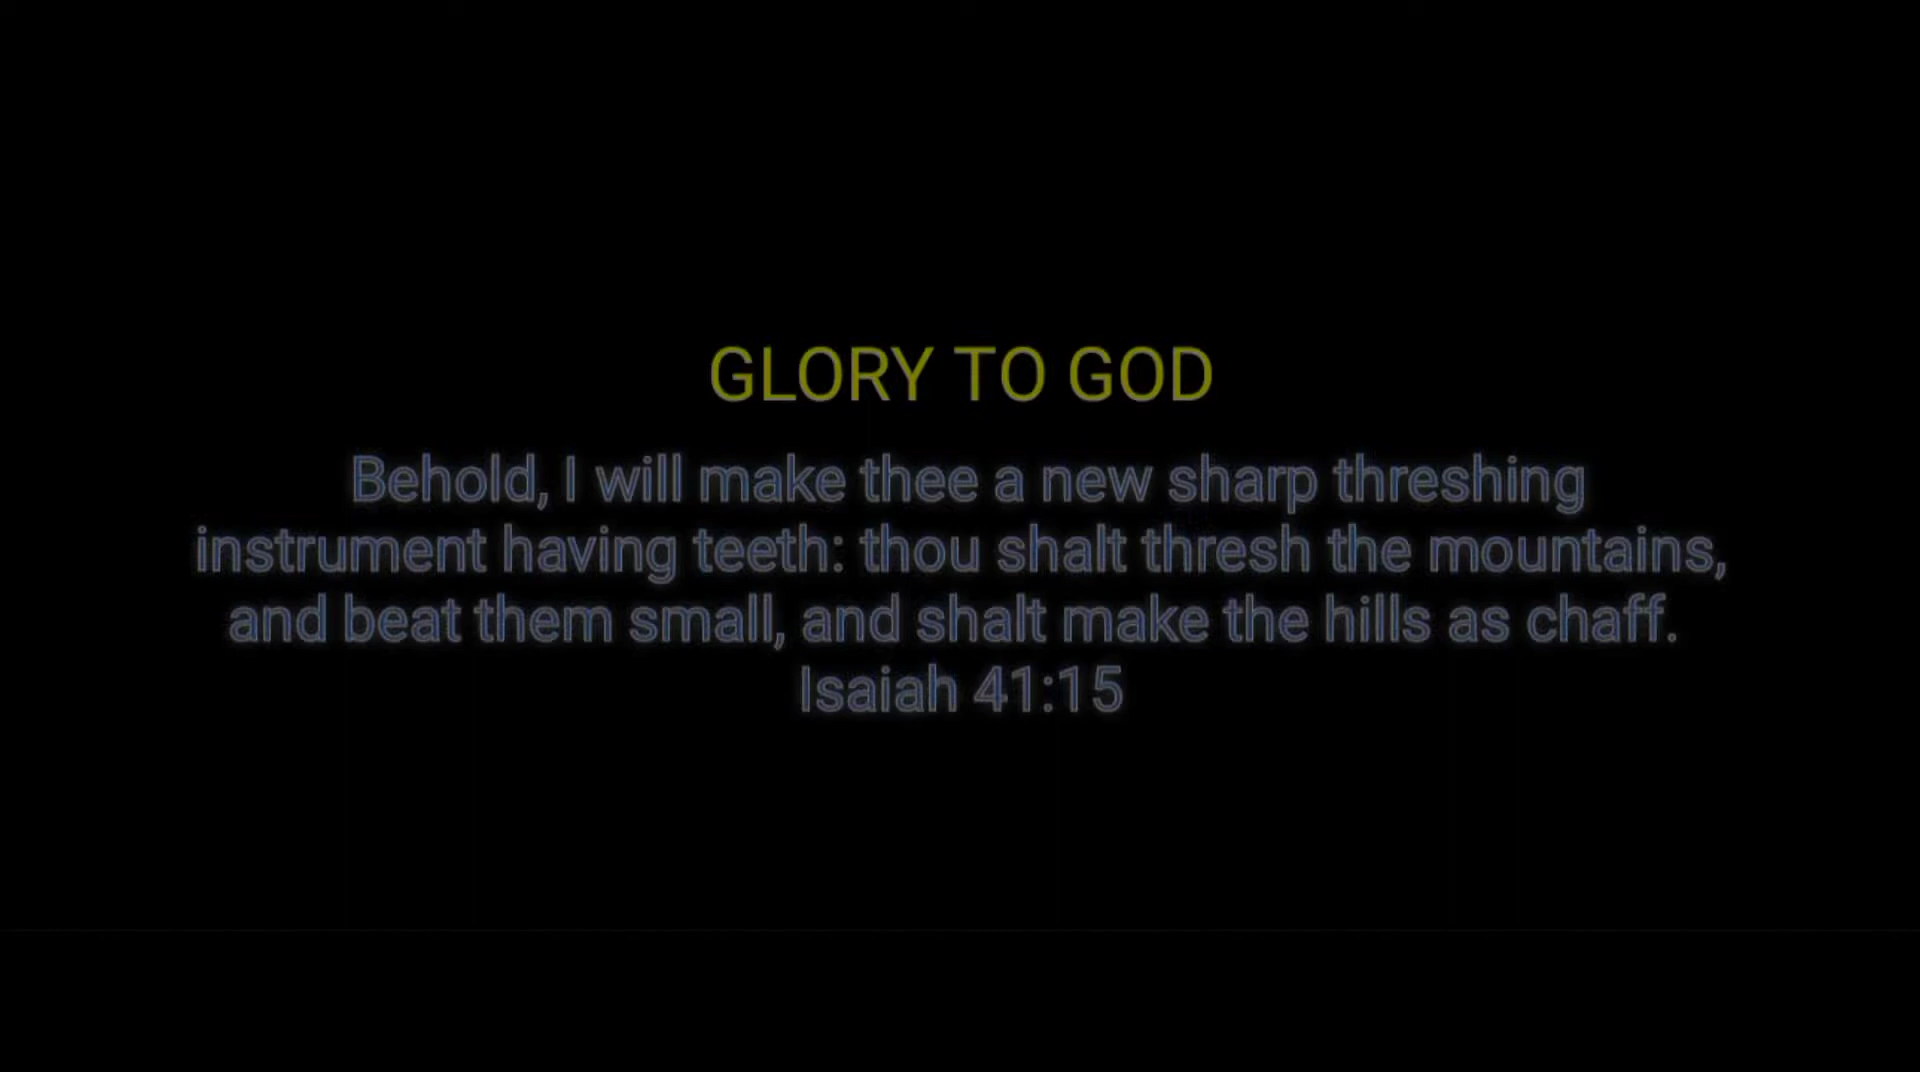 GLORY TO GOD
Behold, I will make thee a new sharp threshing
instrument having teeth: thou shalt thresh the mountains,
and beat them small, and shalt make the hills as chaff.
Isaiah 41:15